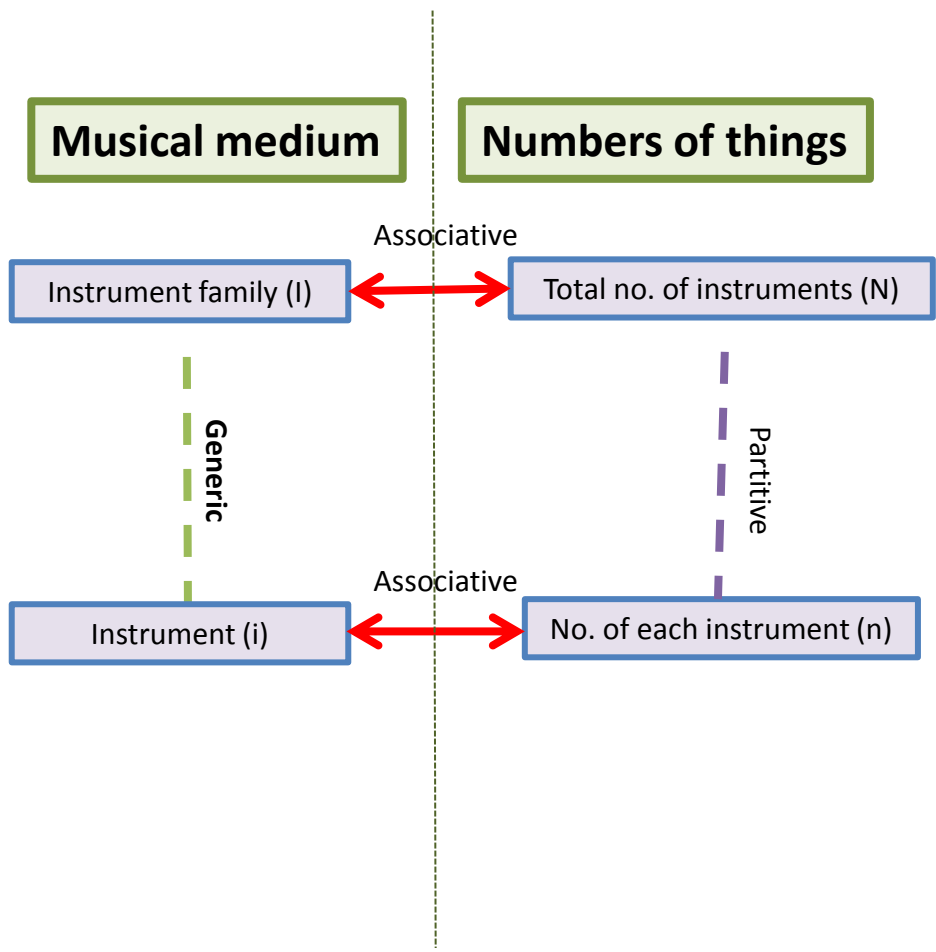 Musical medium
Numbers of things
Associative
Instrument family (I)
Total no. of instruments (N)
Generic
Partitive
Associative
Instrument (i)
No. of each instrument (n)